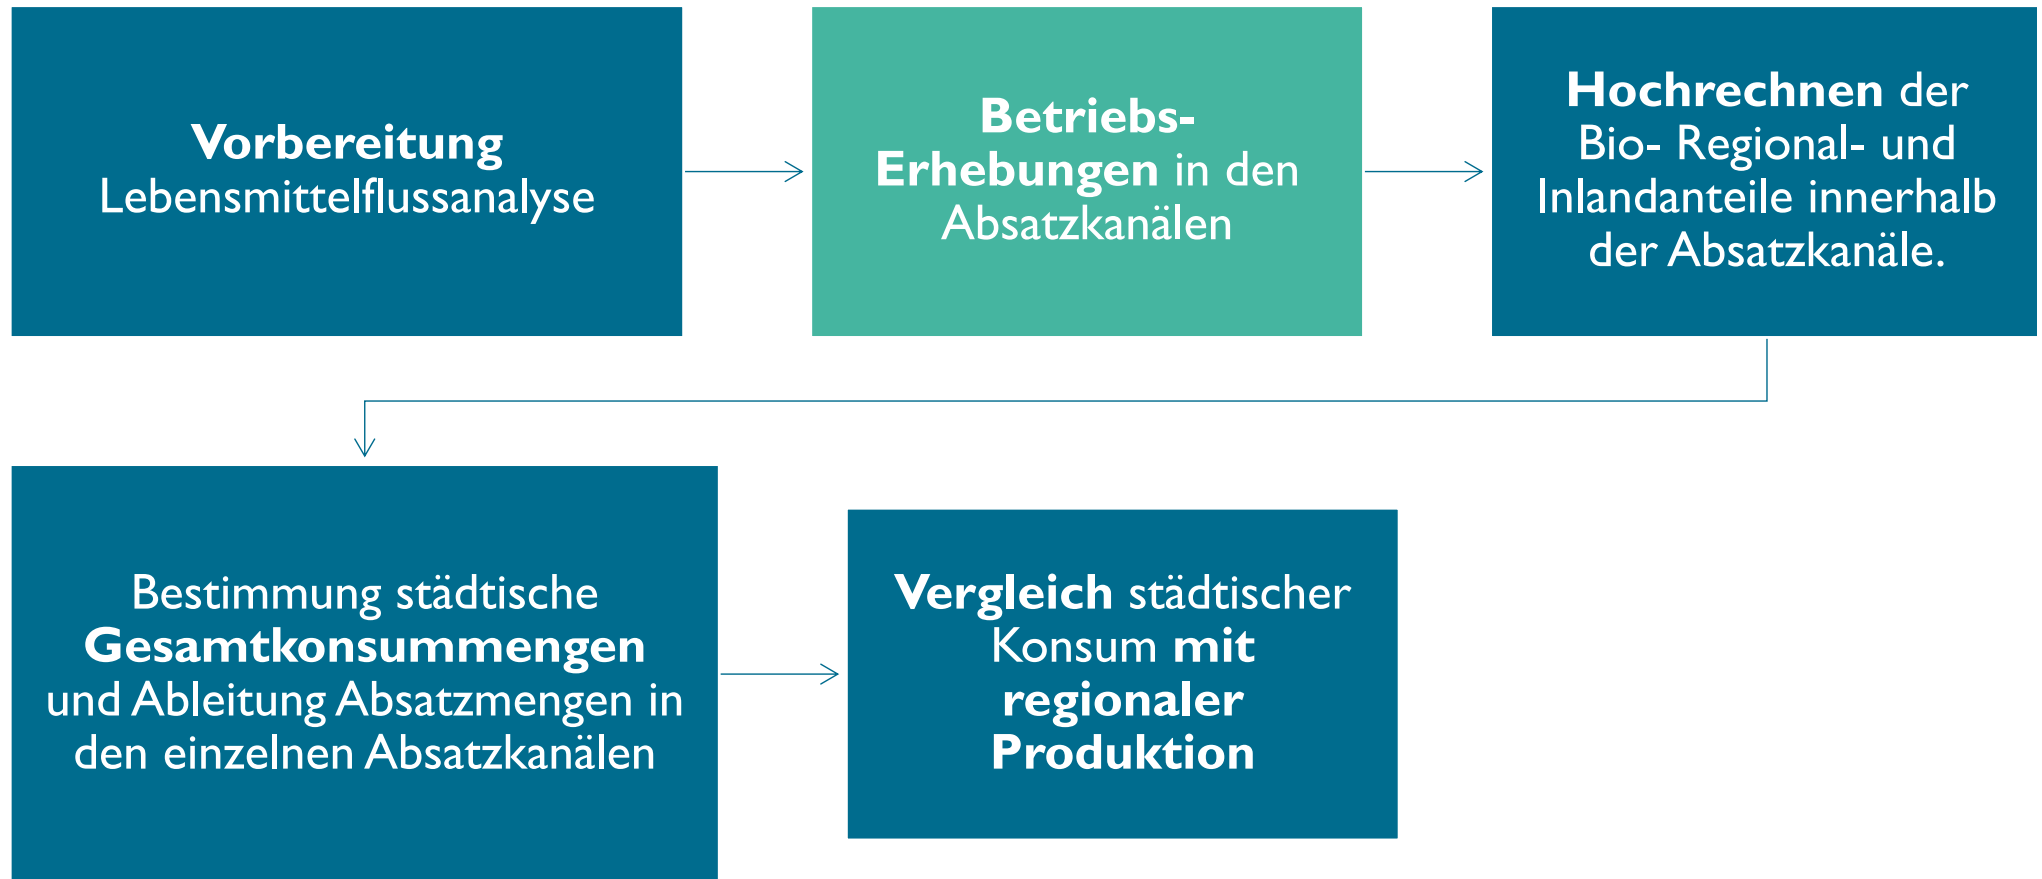 Vorbereitung
Lebensmittelflussanalyse
Betriebs-
Erhebungen in den
Absatzkanälen
Hochrechnen der
Bio- Regional- und
Inlandanteile innerhalb
der Absatzkanäle.
Bestimmung städtische
Gesamtkonsummengen
und Ableitung Absatzmengen in
den einzelnen Absatzkanälen
Vergleich städtischer
Konsum mit
regionaler
Produktion